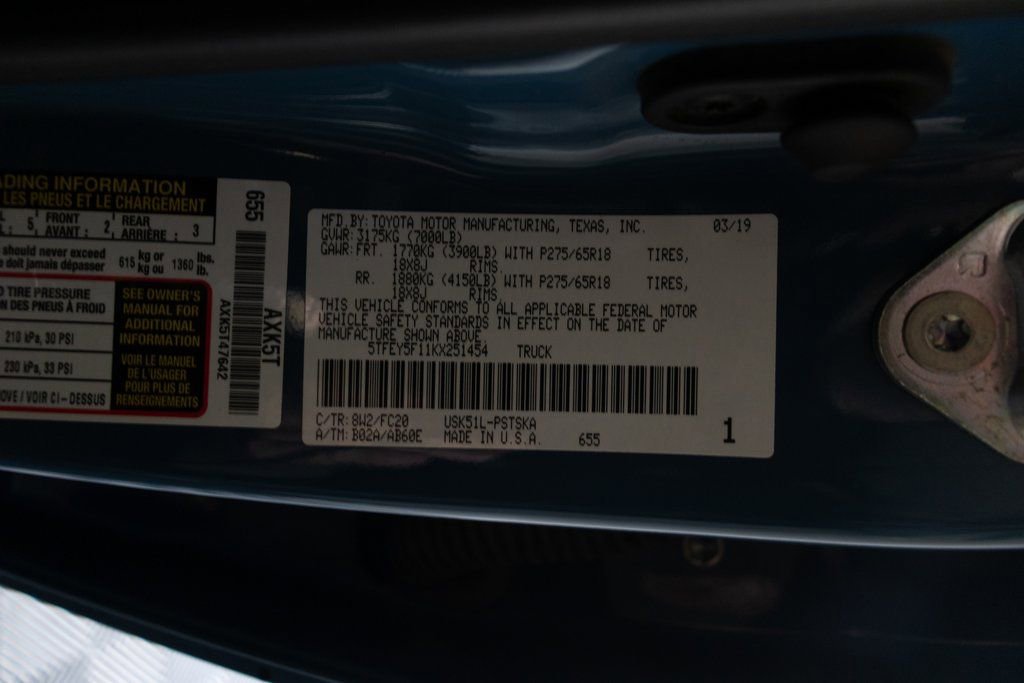 ADING INFORMATION
LES PNEUS ET LE CHARGEMENT
5, FRONT 2, REAR 3
AVANT : ARRIÈRE :
should never exceed 615 kg or 1360 lbs.
doit jamais dépasser kg ou lb.
TIRE PRESSURE
ON DES PNEUS À FROID
210 kPa, 30 PSI
230 kPa, 33 PSI
OVE / VOIR CI-DESSUS
SEE OWNER'S
MANUAL FOR
ADDITIONAL
INFORMATION
VOIR LE MANUEL
DE L'USAGER
POUR PLUS DE
RENSEIGNEMENTS
655
AXK5T47642
AXK5T
MFD.BY: TOYOTA MOTOR MANUFACTURING, TEXAS, INC. 03/19
GVWR: 3175KG (7000LB)
GAWR: FRT. 1770KG (3900LB) WITH P275/65R18 TIRES,
18X8J RIMS.
RR. 1880KG (4150LB) WITH P275/65R18 TIRES,
18X8J RIMS.
THIS VEHICLE CONFORMS TO ALL APPLICABLE FEDERAL MOTOR
VEHICLE SAFETY STANDARDS IN EFFECT ON THE DATE OF
MANUFACTURE SHOWN ABOVE.
5TFEY5F11KX251454 TRUCK
C/TR: 8W2/FC20 USK51L-PSTSKA
A/TM: B02A/AB60E MADE IN U.S.A. 655 1